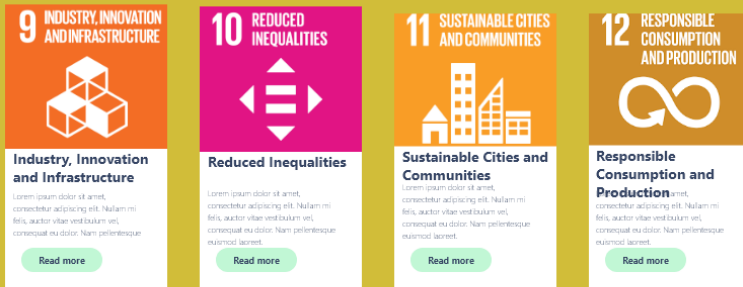 9 INDUSTRY, INNOVATION
AND INFRASTRUCTURE
Industry, Innovation
and Infrastructure
Lorem ipsum dolor sit amet,
consectetur adipiscing elit. Nullam mi
felis, auctor vitae vestibulum vel,
consequat eu dolor. Nam pellentesque
Read more
10 REDUCED
INEQUALITIES
Reduced Inequalities
Lorem ipsum dolor sit amet,
consectetur adipiscing elit. Nullam mi
felis, auctor vitae vestibulum vel,
consequat eu dolor. Nam pellentesque
euismod laoreet.
Read more
11 SUSTAINABLE CITIES
AND COMMUNITIES
Sustainable Cities and
Communities
Lorem ipsum dolor sit amet,
consectetur adipiscing elit. Nullam mi
felis, auctor vitae vestibulum vel,
consequat eu dolor. Nam pellentesque
euismod laoreet.
Read more
12 RESPONSIBLE
CONSUMPTION
AND PRODUCTION
Responsible
Consumption and
Production
sit amet,
consectetur adipiscing elit. Nullam mi
felis, auctor vitae vestibulum vel,
consequat eu dolor. Nam pellentesque
euismod laoreet.
Read more